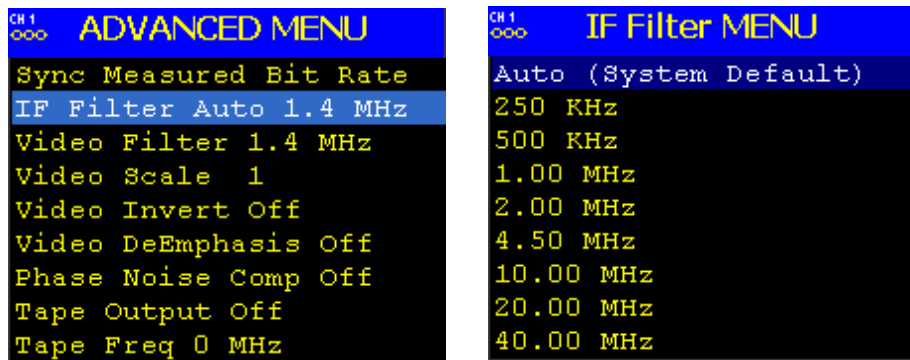 CH 1
000 ADVANCED MENU
Sync Measured Bit Rate
IF Filter Auto 1.4 MHz
Video Filter 1.4 MHz
Video Scale 1
Video Invert Off
Video DeEmphasis Off
Phase Noise Comp Off
Tape Output Off
Tape Freq 0 MHz
CH 1
000 IF Filter MENU
Auto (System Default)
250 KHz
500 KHz
1.00 MHz
2.00 MHz
4.50 MHz
10.00 MHz
20.00 MHz
40.00 MHz